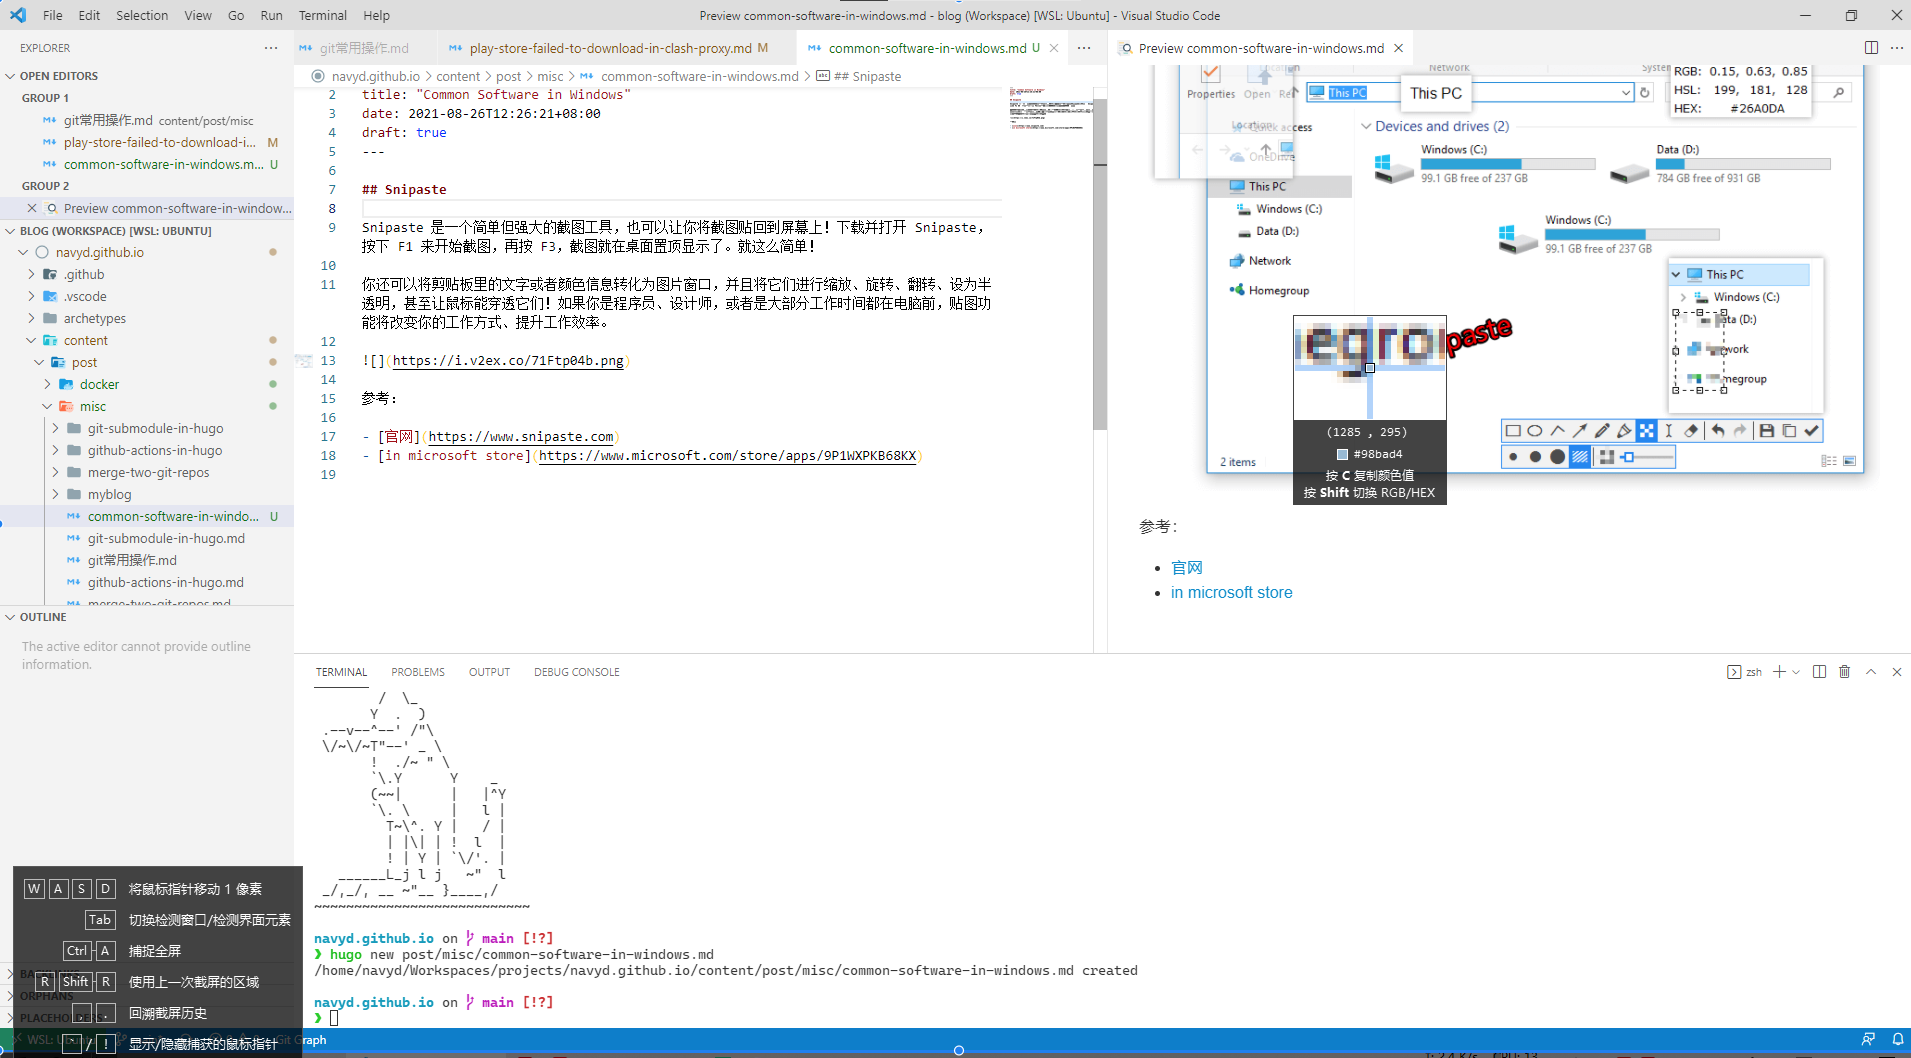 File Edit Selection View Go Run Terminal Help
Preview common-software-in-windows.md - blog (Workspace) [WSL: Ubuntu] - Visual Studio Code
EXPLORER
OPEN EDITORS
GROUP 1
git常用操作.md content/post/misc
play-store-failed-to-download-i... M
common-software-in-windows.m... U
GROUP 2
Preview common-software-in-window...
BLOG (WORKSPACE) [WSL: UBUNTU]
navyd.github.io
.github
.vscode
archetypes
content
post
docker
misc
git-submodule-in-hugo
github-actions-in-hugo
merge-two-git-repos
myblog
common-software-in-windo... U
git-submodule-in-hugo.md
git常用操作.md
github-actions-in-hugo.md
merge-two-git-repos.md
OUTLINE
The active editor cannot provide outline
information.
W A S D 将鼠标指针移动 1 像素
Tab 切换检测窗口/检测界面元素
Ctrl-A 捕捉全屏
R Shift-R 使用上一次截屏的区域
, . 回溯截屏历史
` / ! 显示/隐藏捕获的鼠标指针
ORPHANS
Git Graph
git常用操作.md
play-store-failed-to-download-in-clash-proxy.md M
common-software-in-windows.md U
navyd.github.io > content > post > misc > common-software-in-windows.md > ## Snipaste
2 title: "Common Software in Windows"
3 date: 2021-08-26T12:26:21+08:00
4 draft: true
5 ---
6
7 ## Snipaste
8
9 Snipaste 是一个简单但强大的截图工具，也可以让你将截图贴回到屏幕上！下载并打开 Snipaste，
按下 F1 来开始截图，再按 F3，截图就在桌面置顶显示了。就这么简单！
10
11 你还可以将剪贴板里的文字或者颜色信息转化为图片窗口，并且将它们进行缩放、旋转、翻转、设为半
透明，甚至让鼠标能穿透它们！如果你是程序员、设计师，或者是大部分工作时间都在电脑前，贴图功
能将改变你的工作方式、提升工作效率。
12
13 ![](https://i.v2ex.co/71Ftp04b.png)
14
15 参考：
16
17 - [官网](https://www.snipaste.com)
18 - [in microsoft store](https://www.microsoft.com/store/apps/9P1WXPKB68KX)
19
Preview common-software-in-windows.md
Location
Network
Properties Open
This PC
This PC
RGB: 0.15, 0.63, 0.85
HSL: 199, 181, 128
HEX: #26A0DA
Quick access
OneDrive
This PC
Windows (C:)
Data (D:)
Network
Homegroup
Devices and drives (2)
Windows (C:)
99.1 GB free of 237 GB
Data (D:)
784 GB free of 931 GB
Windows (C:)
99.1 GB free of 237 GB
This PC
Windows (C:)
paste
2 items
(1285 , 295)
#98bad4
按 C 复制颜色值
按 Shift 切换 RGB/HEX
参考：
官网
in microsoft store
TERMINAL PROBLEMS OUTPUT DEBUG CONSOLE
zsh
navyd.github.io on main [!?]
❯ hugo new post/misc/common-software-in-windows.md
/home/navyd/Workspaces/projects/navyd.github.io/content/post/misc/common-software-in-windows.md created
navyd.github.io on main [!?]
❯